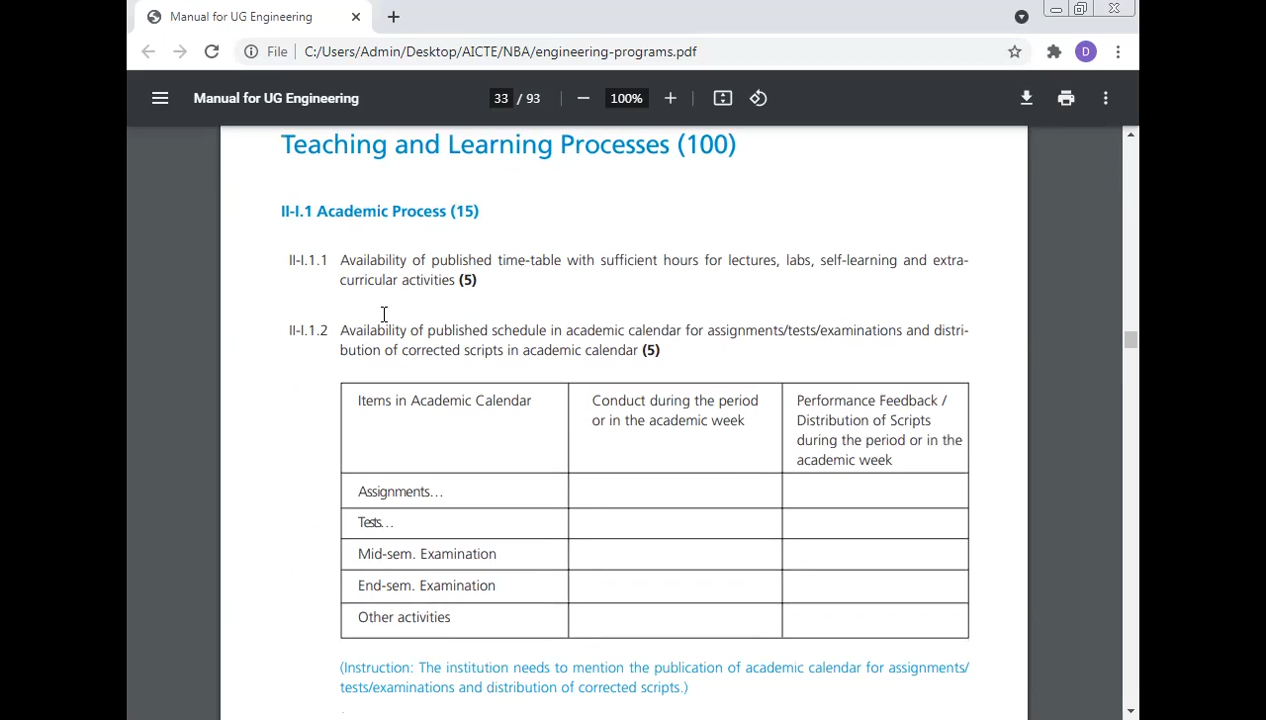 Manual for UG Engineering
File C:/Users/Admin/Desktop/AICTE/NBA/engineering-programs.pdf
D
Manual for UG Engineering
33 / 93
100%
Teaching and Learning Processes (100)
II-I.1 Academic Process (15)
II-I.1.1 Availability of published time-table with sufficient hours for lectures, labs, self-learning and extra-
curricular activities (5)
II-I.1.2 Availability of published schedule in academic calendar for assignments/tests/examinations and distri-
bution of corrected scripts in academic calendar (5)
Items in Academic Calendar
Conduct during the period
or in the academic week
Performance Feedback /
Distribution of Scripts
during the period or in the
academic week
Assignments…
Tests…
Mid-sem. Examination
End-sem. Examination
Other activities
(Instruction: The institution needs to mention the publication of academic calendar for assignments/
tests/examinations and distribution of corrected scripts.)